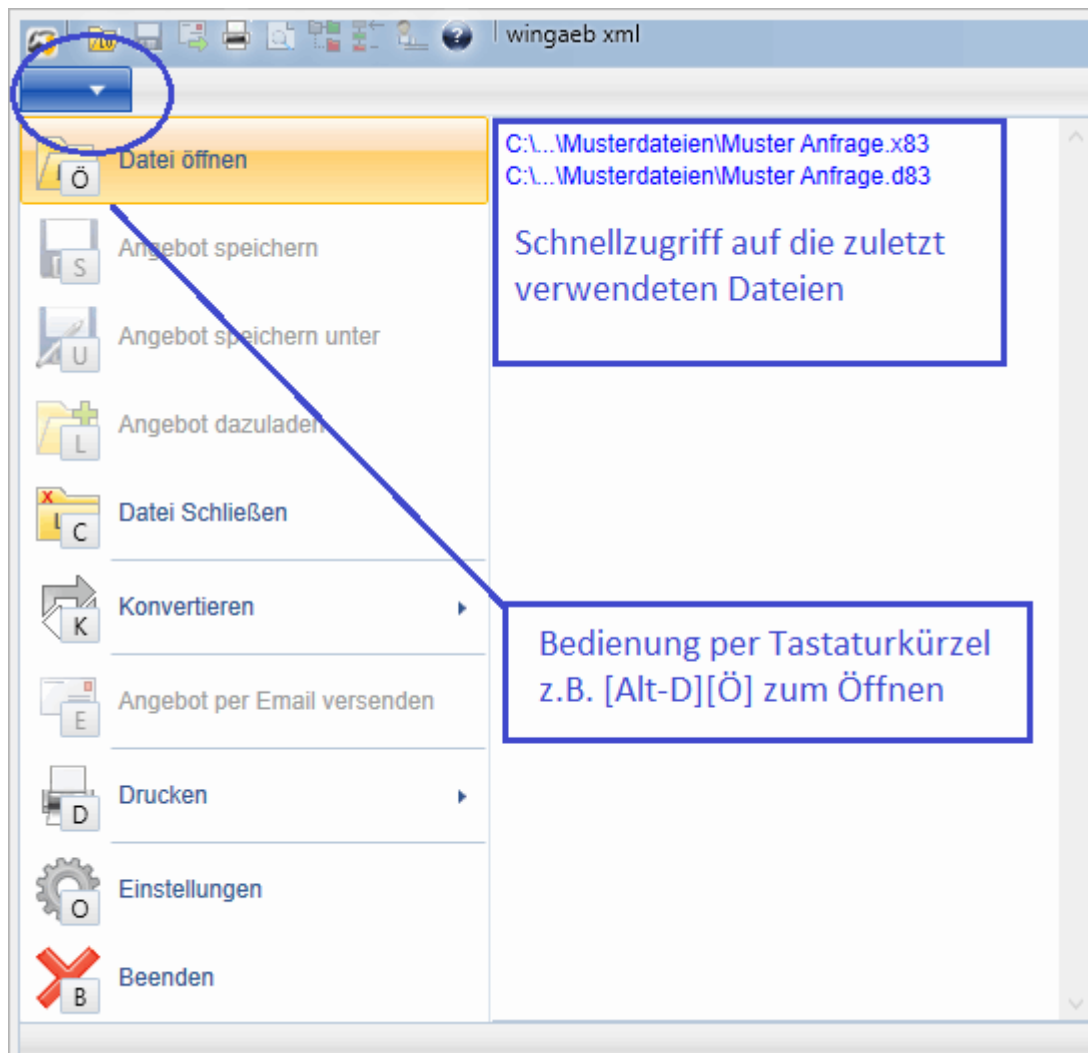 wingaeb xml
Datei öffnen
Ö
Angebot speichern
S
Angebot speichern unter
U
Angebot dazuladen
L
Datei Schließen
C
Konvertieren
K
Angebot per Email versenden
E
Drucken
D
Einstellungen
O
Beenden
B
C:\...\Musterdateien\Muster Anfrage.x83
C:\...\Musterdateien\Muster Anfrage.d83
Schnellzugriff auf die zuletzt
verwendeten Dateien
Bedienung per Tastaturkürzel
z.B. [Alt-D][Ö] zum Öffnen